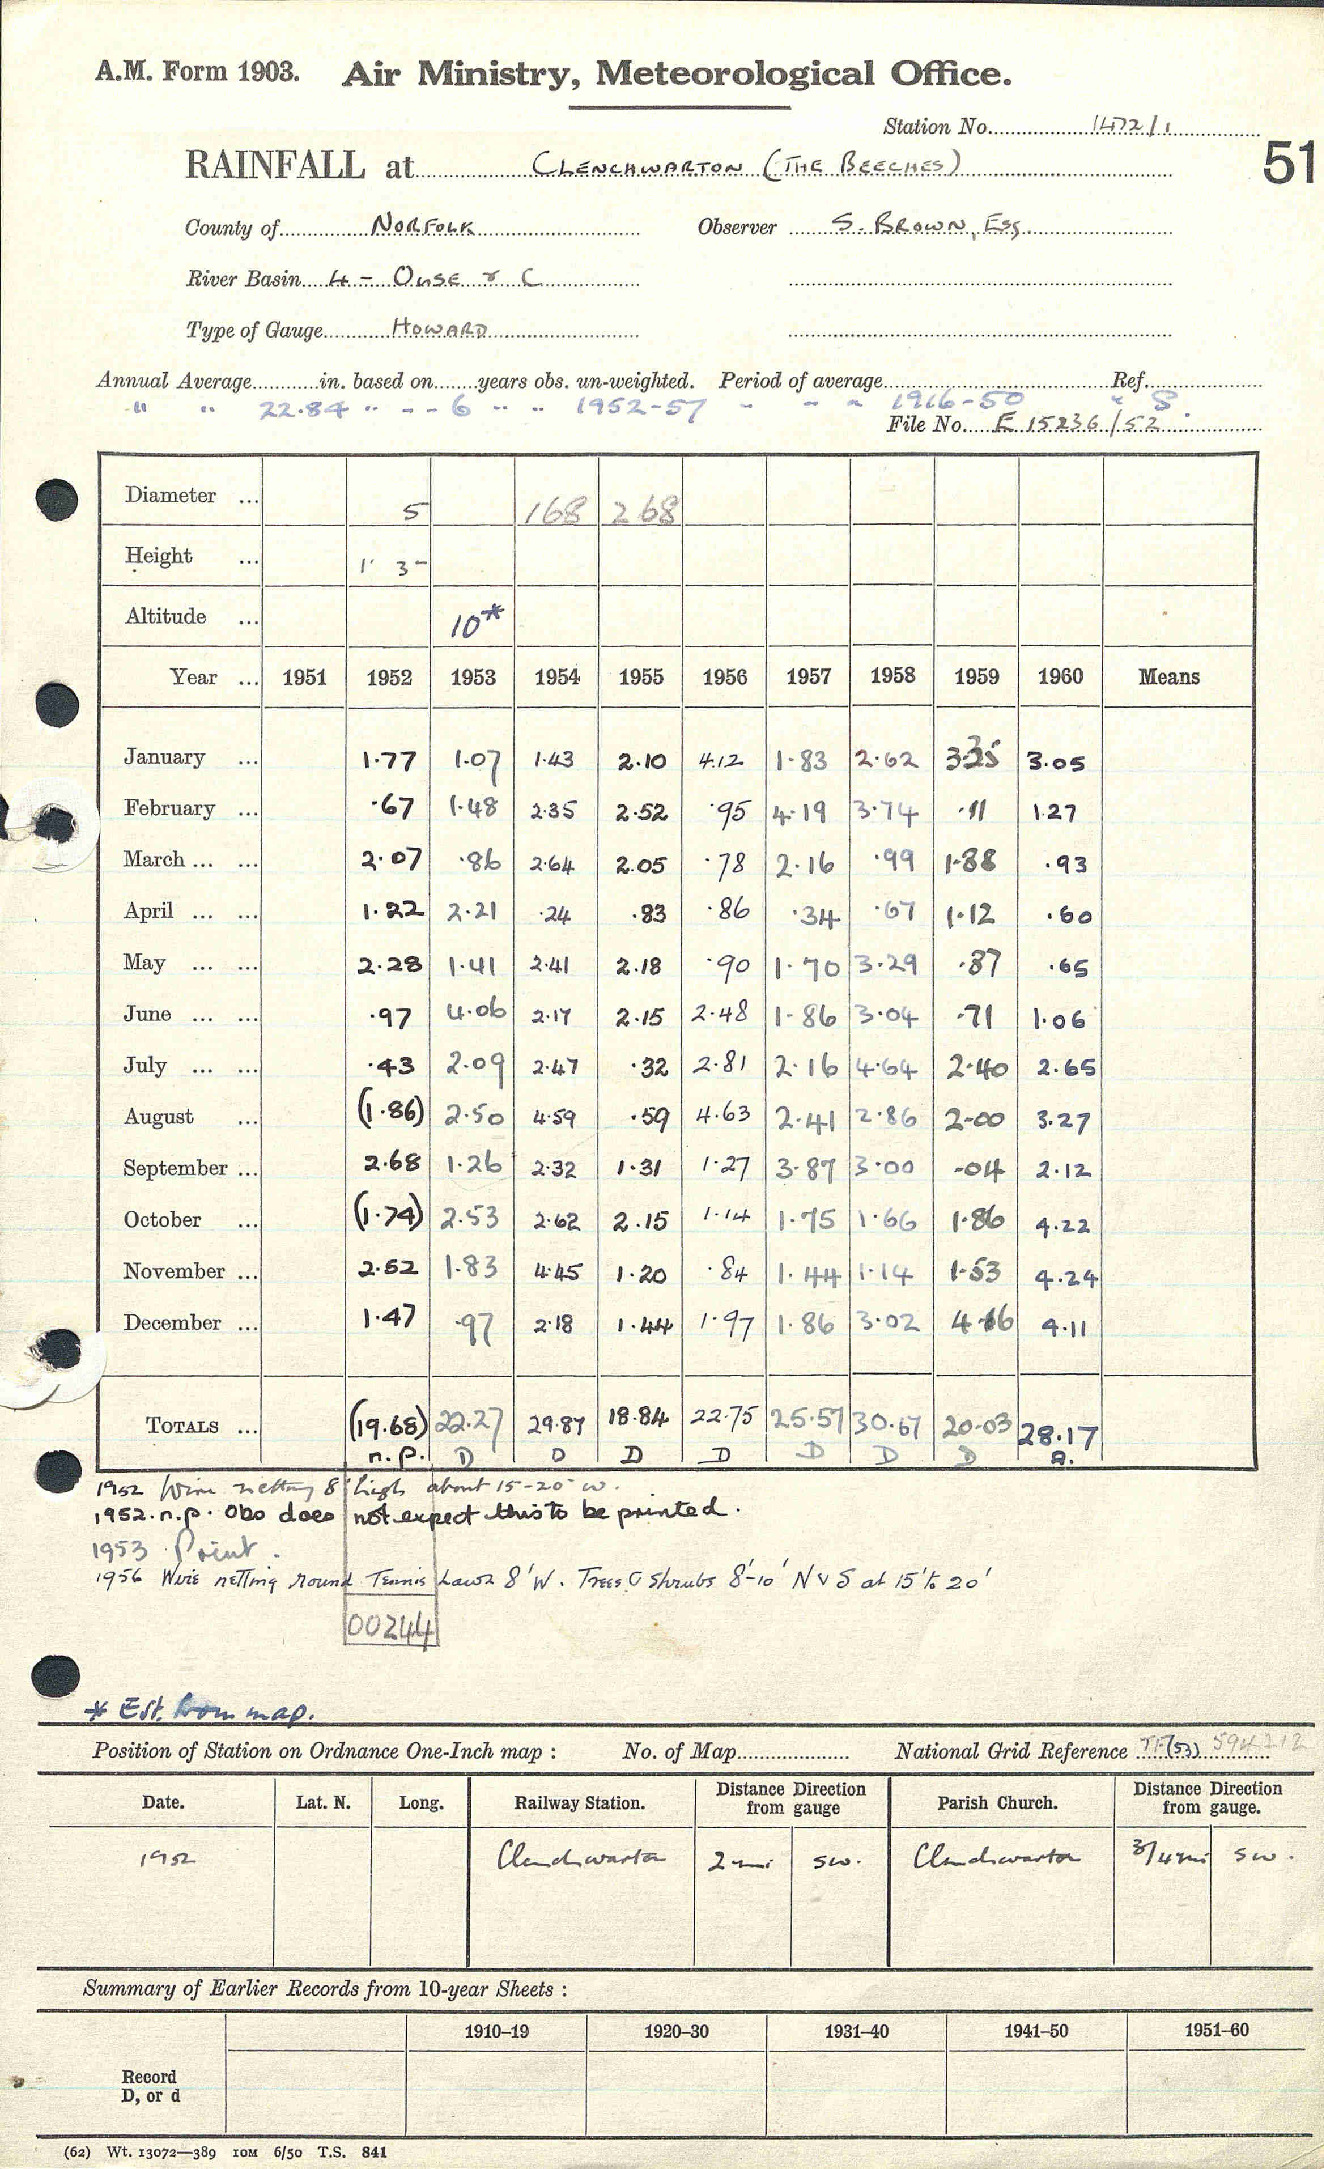 A.M. Form 1903. Air Ministry, Meteorological Office.
Station No. 1472/1
RAINFALL at CLENCHWARTON (THE BEECHES)
51
County of NORFOLK Observer S. BROWN, Esq.
River Basin 4 - OUSE & C
Type of Gauge HOWARD
Annual Average in. based on years obs. un-weighted. Period of average Ref.
" " 22.84 " - - 6 " " 1952-57 " " " 1916-50 " S.
File No. E 15236/52
Diameter ... 5 168 268
Height ... 1' 3"
Altitude ... 10*
Year ... 1951 1952 1953 1954 1955 1956 1957 1958 1959 1960 Means
January ... 1.77 1.07 1.43 2.10 4.12 1.83 2.62 3.35 3.05
February ... .67 1.48 2.35 2.52 .95 4.19 3.74 .11 1.27
March ... ... 2.07 .86 2.64 2.05 .78 2.16 .99 1.88 .93
April ... ... 1.22 2.21 .24 .83 .86 .34 .67 1.12 .60
May ... ... 2.28 1.41 2.41 2.18 .90 1.70 3.29 .87 .65
June ... ... .97 4.06 2.17 2.15 2.48 1.86 3.04 .71 1.06
July ... ... .43 2.09 2.47 .32 2.81 2.16 4.64 2.40 2.65
August ... (1.86) 2.50 4.59 .59 4.63 2.41 2.86 2.00 3.27
September ... 2.68 1.26 2.32 1.31 1.27 3.87 3.00 .04 2.12
October ... (1.74) 2.53 2.62 2.15 1.14 1.75 1.66 1.86 4.22
November ... 2.52 1.83 4.45 1.20 .84 1.44 1.14 1.53 4.24
December ... 1.47 .97 2.18 1.44 1.97 1.86 3.02 4.16 4.11
TOTALS ... (19.68) 22.27 29.87 18.84 22.75 25.57 30.67 20.03 28.17
n.p. D D D D D D D A.
1952 Wire netting 8' high about 15-20' W.
1952. n.p. Obs does not expect this to be printed.
1953 Print.
1956 Wire netting round Tennis Lawn 8' W. Trees & Shrubs 8'-10' N & S at 15' to 20'
00244
* Est. from map.
Position of Station on Ordnance One-Inch map : No. of Map National Grid Reference TF(53) 594212
Date. Lat. N. Long. Railway Station. Distance from gauge Direction Parish Church. Distance from gauge. Direction
1952 Clenchwarton 2 mi SW. Clenchwarton 3/4 mi SW.
Summary of Earlier Records from 10-year Sheets :
1910–19 1920–30 1931–40 1941–50 1951–60
Record
D, or d
(62) Wt. 13072—389 10M 6/50 T.S. 841